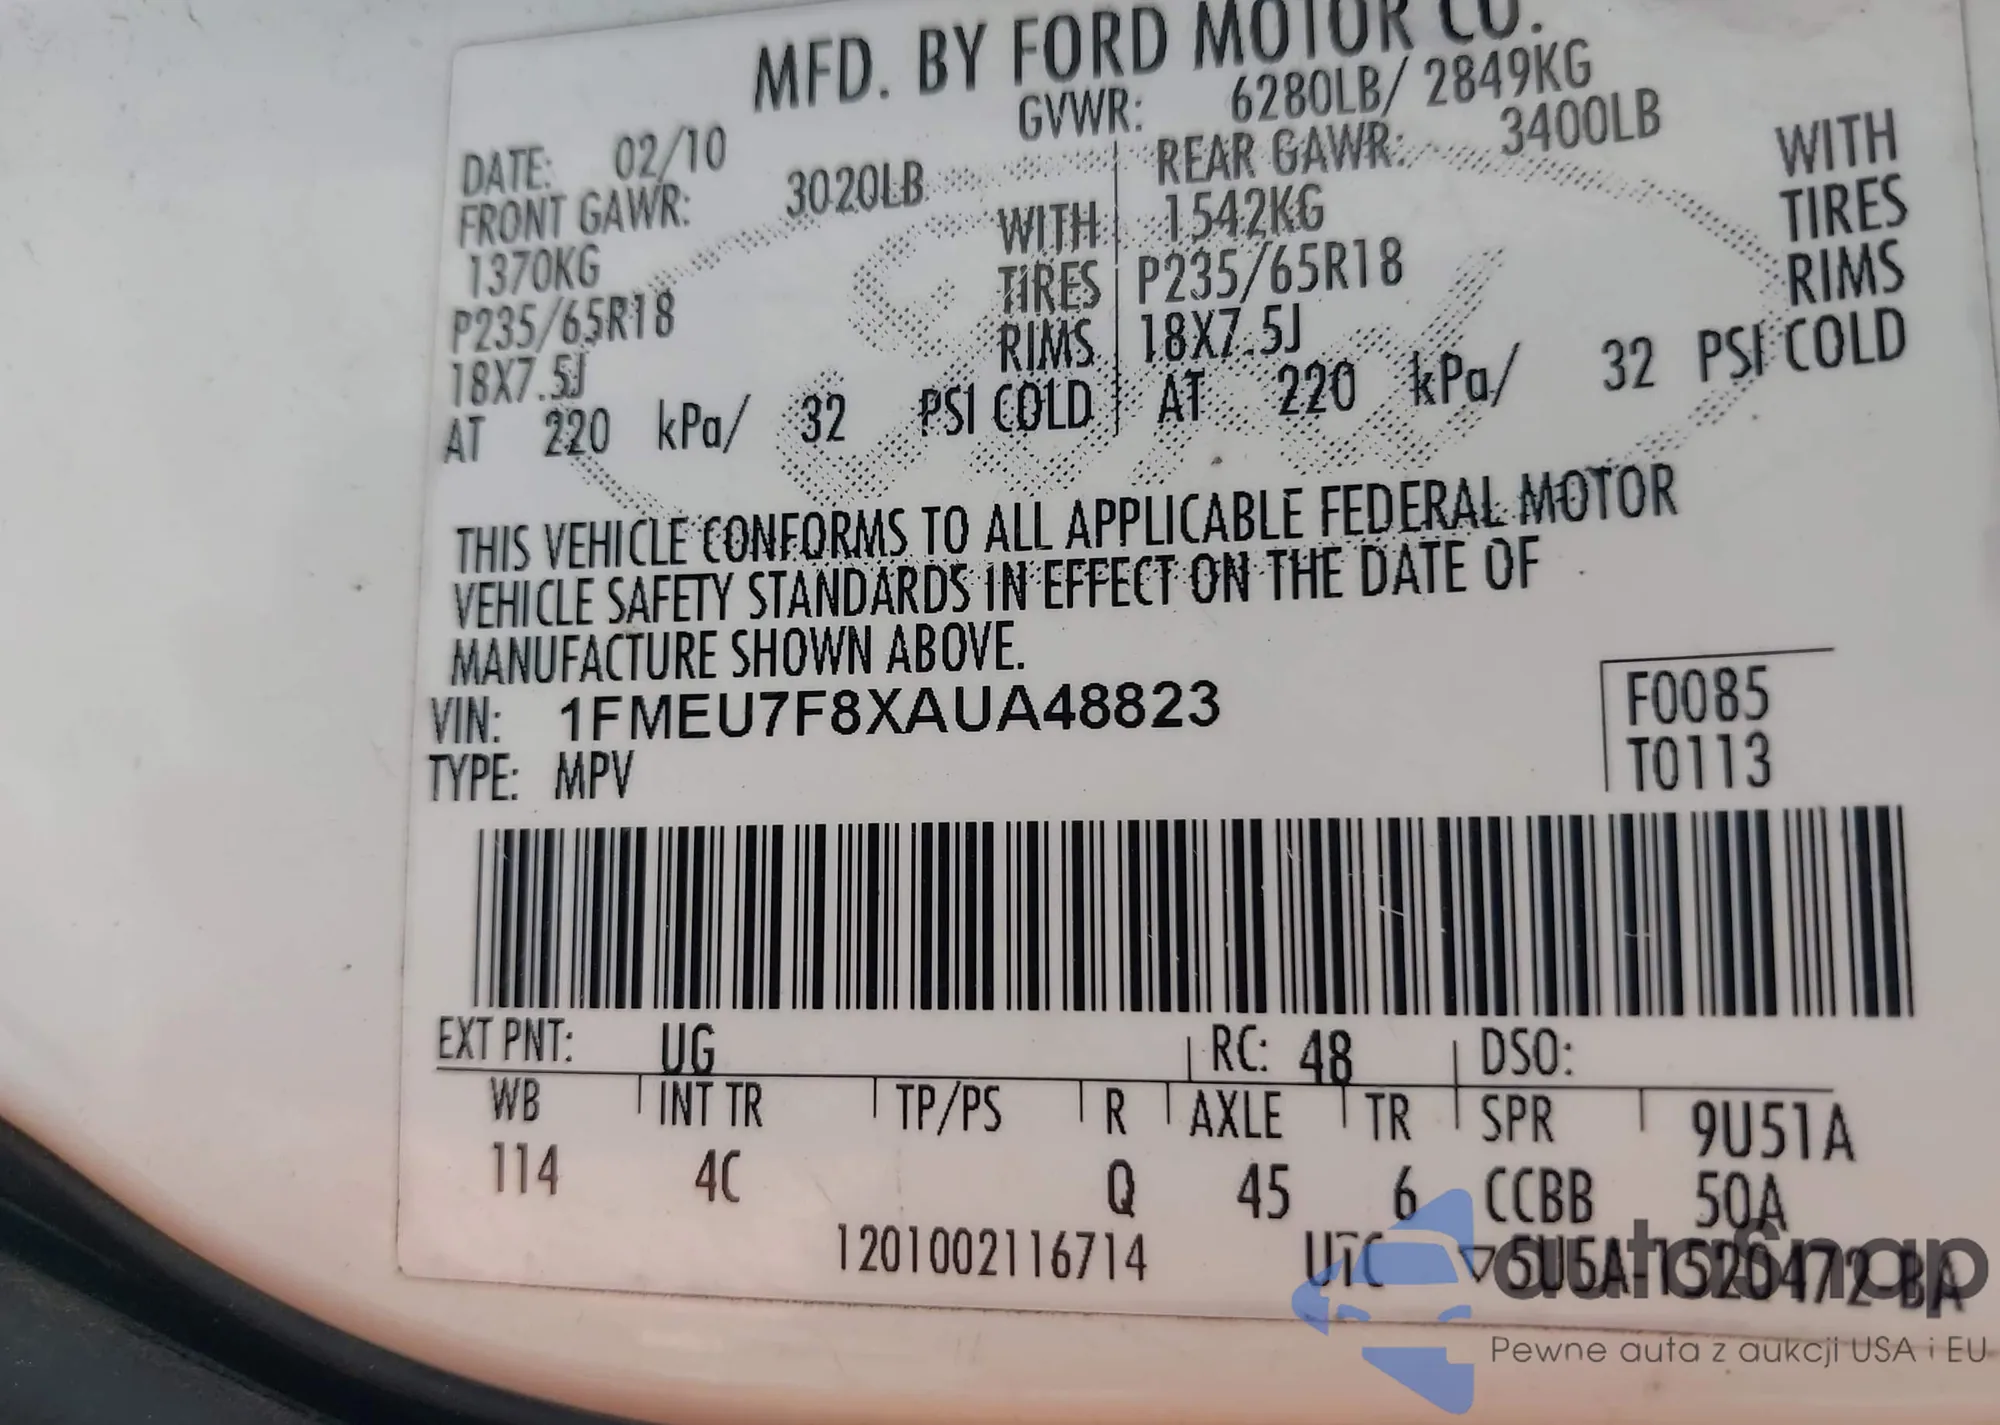 MFD. BY FORD MOTOR CO.
DATE: 02/10 GVWR: 6280LB/ 2849KG
FRONT GAWR: 3020LB REAR GAWR: 3400LB
1370KG WITH 1542KG WITH
P235/65R18 TIRES P235/65R18 TIRES
18X7.5J RIMS 18X7.5J RIMS
AT 220 kPa/ 32 PSI COLD AT 220 kPa/ 32 PSI COLD
THIS VEHICLE CONFORMS TO ALL APPLICABLE FEDERAL MOTOR
VEHICLE SAFETY STANDARDS IN EFFECT ON THE DATE OF
MANUFACTURE SHOWN ABOVE.
VIN: 1FMEU7F8XAUA48823 F0085
TYPE: MPV T0113
EXT PNT: UG RC: 48 DSO:
WB INT TR TP/PS R AXLE TR SPR 9U51A
114 4C Q 45 6 CCBB 50A
1201002116714 UTC ▽5U5A-1520472-BA
autoSnap
Pewne auta z aukcji USA i EU